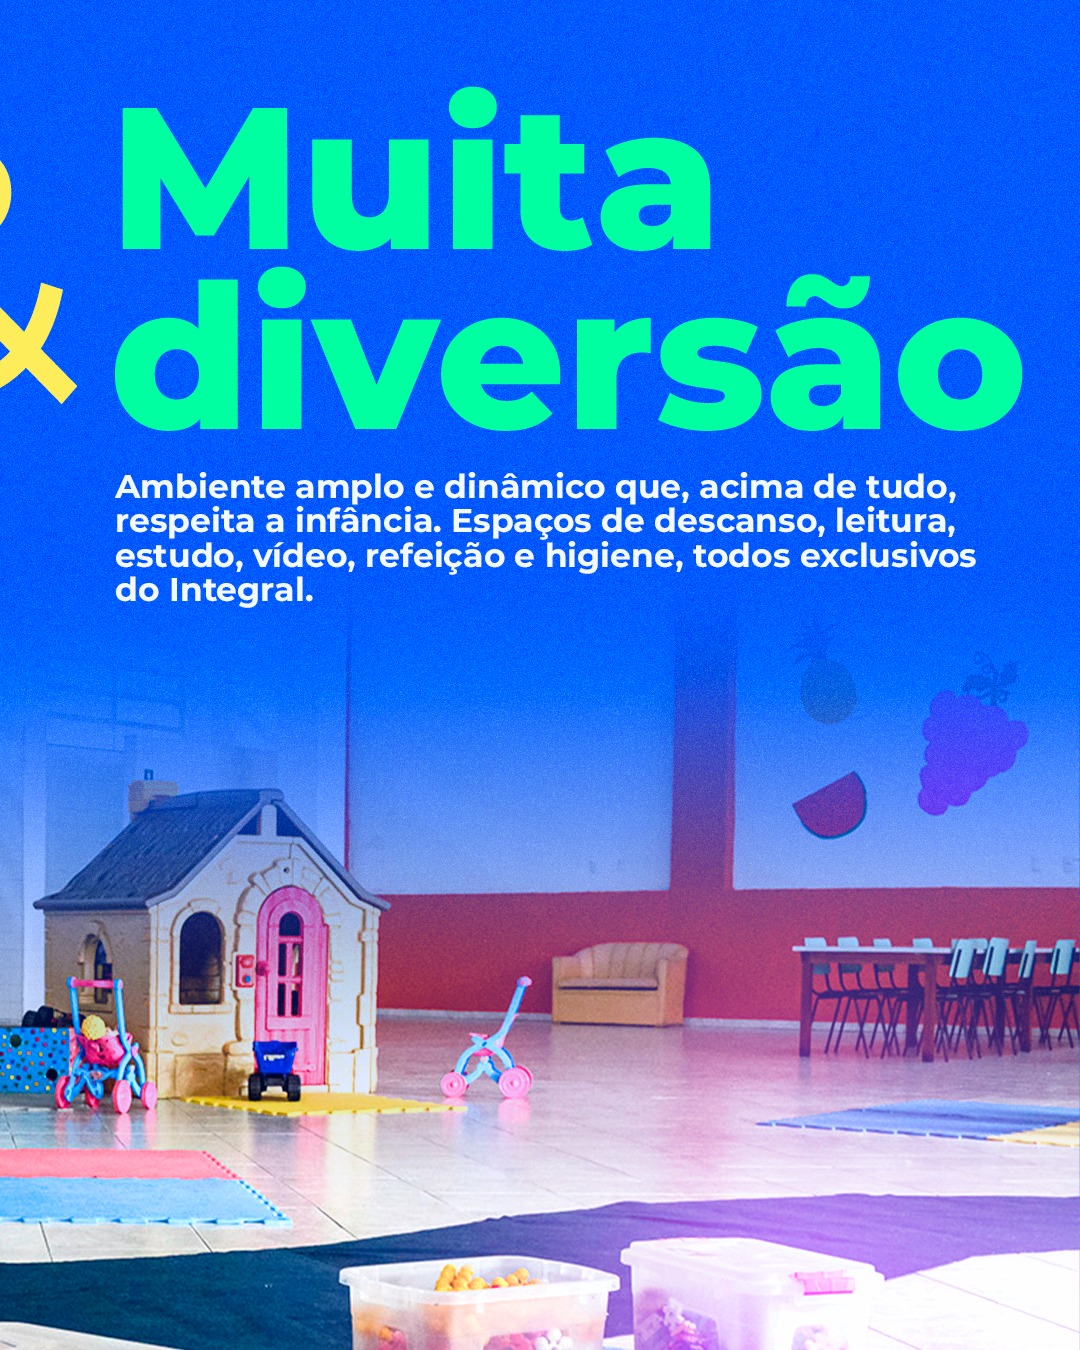 Muita
&
diversão
Ambiente amplo e dinâmico que, acima de tudo,
respeita a infância. Espaços de descanso, leitura,
estudo, vídeo, refeição e higiene, todos exclusivos
do Integral.